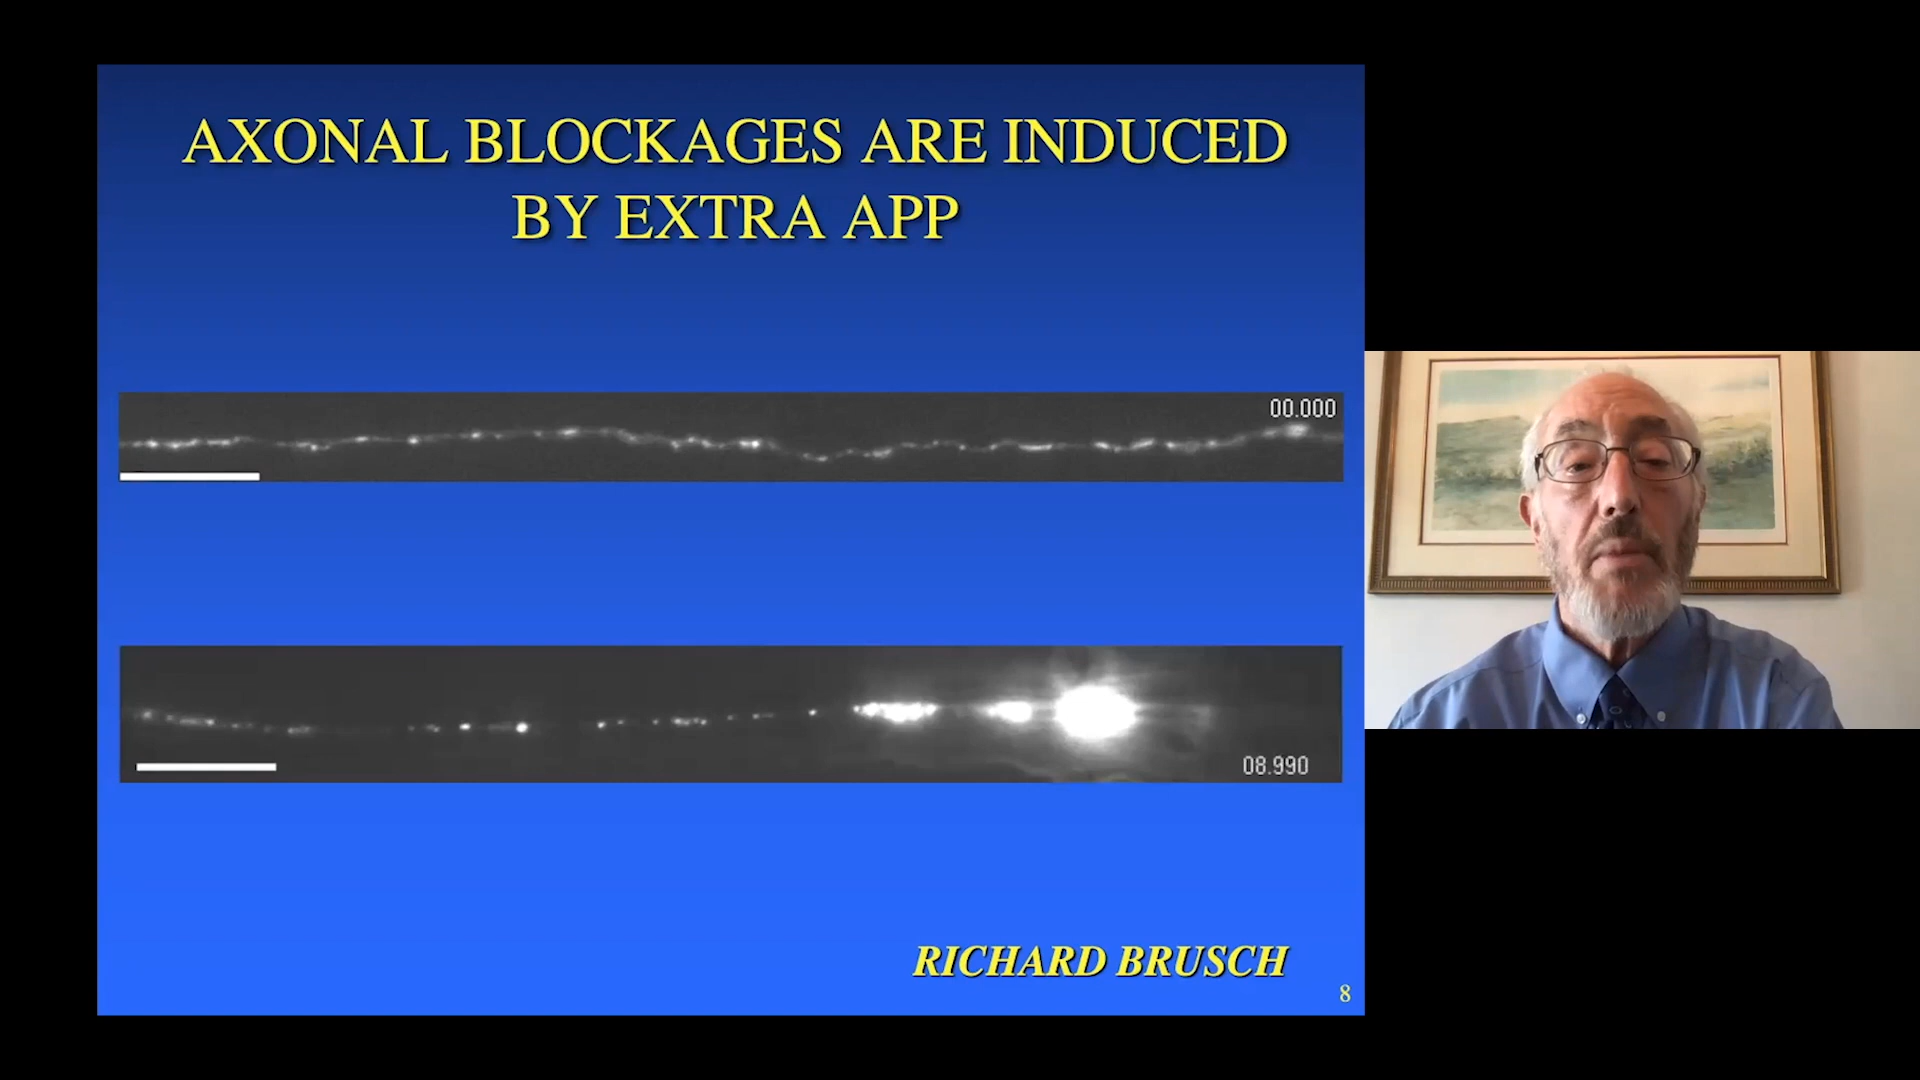 AXONAL BLOCKAGES ARE INDUCED
BY EXTRA APP
00.000
08.990
RICHARD BRUSCH
8